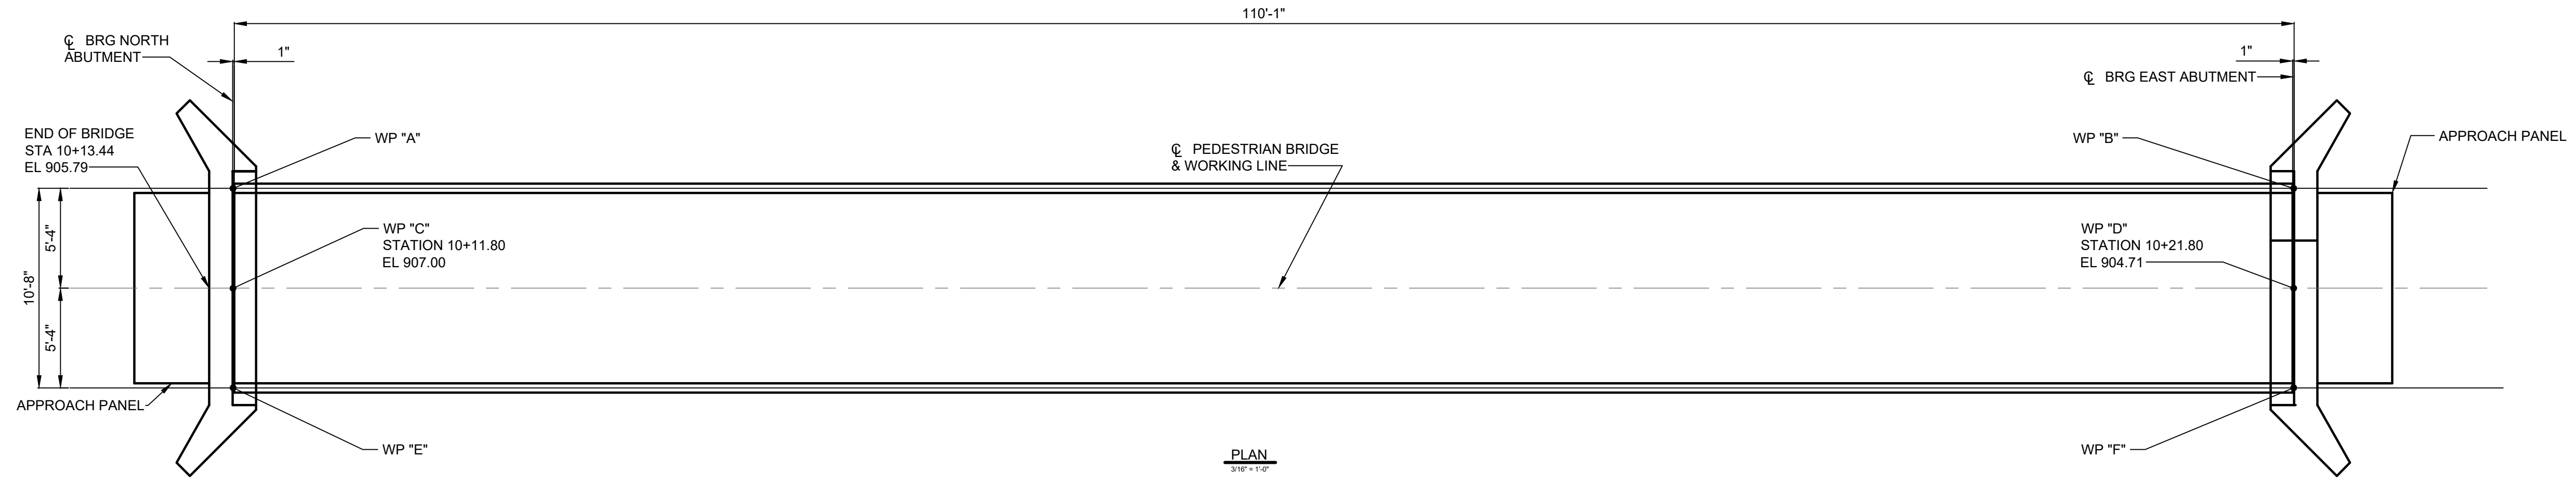 110'-1"
℄ BRG NORTH
ABUTMENT
1"
1"
℄ BRG EAST ABUTMENT
END OF BRIDGE
STA 10+13.44
EL 905.79
WP "A"
℄ PEDESTRIAN BRIDGE
& WORKING LINE
WP "B"
APPROACH PANEL
WP "C"
STATION 10+11.80
EL 907.00
WP "D"
STATION 10+21.80
EL 904.71
5'-4"
10'-8"
5'-4"
APPROACH PANEL
WP "E"
WP "F"
PLAN
3/16" = 1'-0"